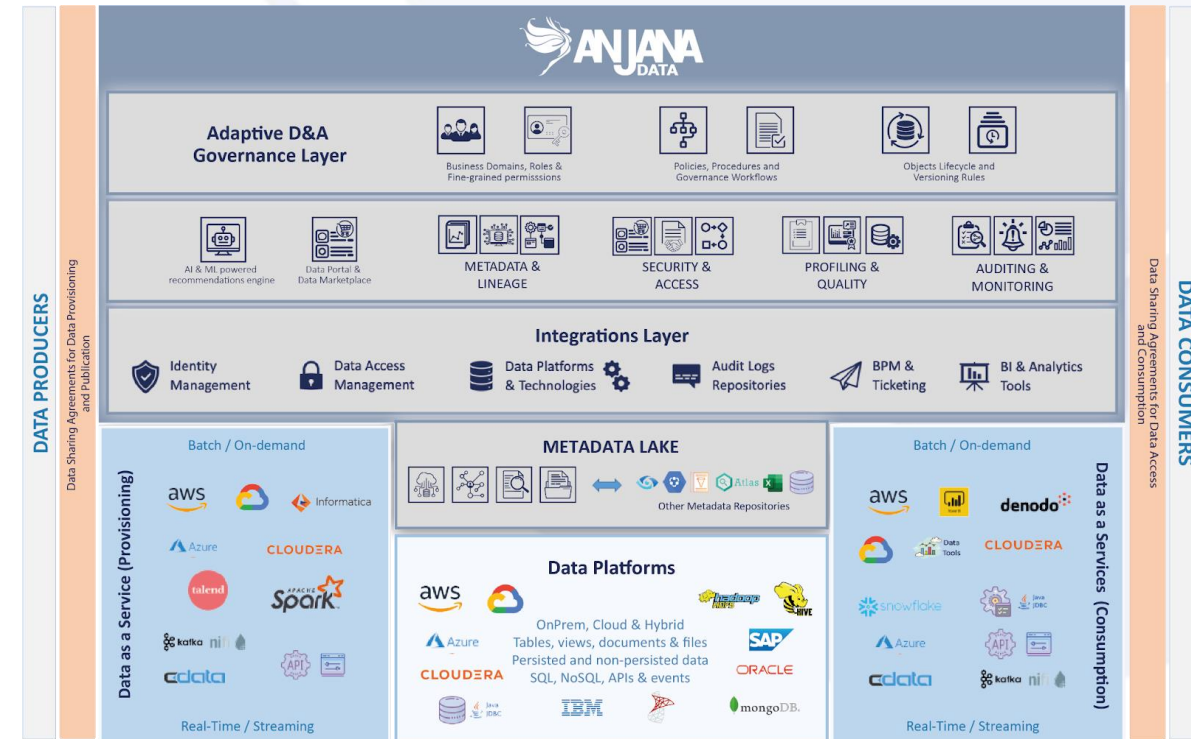 ANJANA
DATA
DATA PRODUCERS
Data Sharing Agreements for Data Provisioning
and Publication
Adaptive D&A
Governance Layer
Business Domains, Roles &
Fine-grained permisssions
Policies, Procedures and
Governance Workflows
Objects Lifecycle and
Versioning Rules
AI & ML powered
recommendations engine
Data Portal &
Data Marketplace
METADATA &
LINEAGE
SECURITY &
ACCESS
PROFILING &
QUALITY
AUDITING &
MONITORING
Integrations Layer
Identity
Management
Data Access
Management
Data Platforms
& Technologies
Audit Logs
Repositories
BPM &
Ticketing
BI & Analytics
Tools
Data as a Service (Provisioning)
Batch / On-demand
aws
Informatica
Azure
CLOUDERA
talend
APACHE
Spark
kafka
nifi
API
cdata
Real-Time / Streaming
METADATA LAKE
Atlas
Other Metadata Repositories
Data Platforms
aws
hadoop
HDFS
HIVE
OnPrem, Cloud & Hybrid
Azure
Tables, views, documents & files
SAP
Persisted and non-persisted data
CLOUDERA
SQL, NoSQL, APIs & events
ORACLE
Java
JDBC
IBM
mongoDB.
Batch / On-demand
aws
Power BI
denodo
Data
Tools
CLOUDERA
snowflake
Java
JDBC
Azure
API
cdata
kafka
nifi
Real-Time / Streaming
Data as a Services (Consumption)
Data Sharing Agreements for Data Access
and Consumption
DATA CONSUMERS